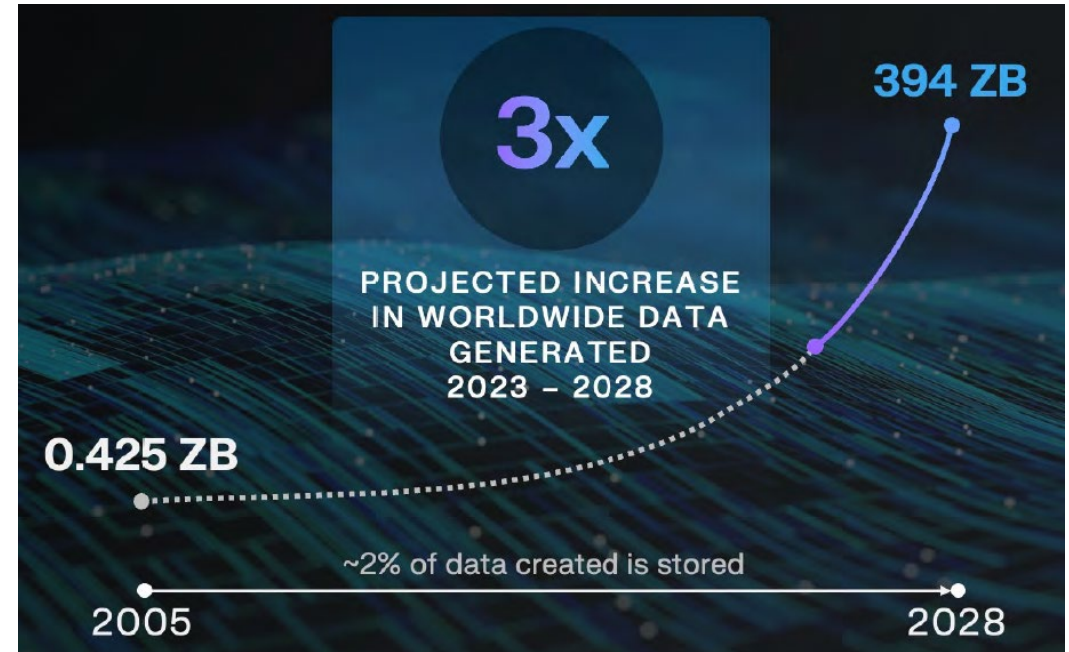 394 ZB
3x
PROJECTED INCREASE
IN WORLDWIDE DATA
GENERATED
2023 – 2028
0.425 ZB
~2% of data created is stored
2005
2028